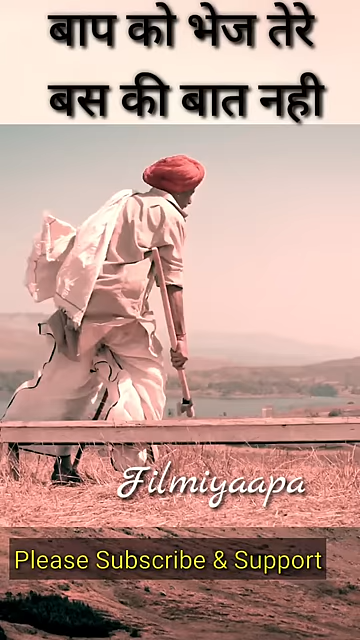 बाप को भेज तेरे
बस की बात नही
Filmiyaapa
Please Subscribe & Support